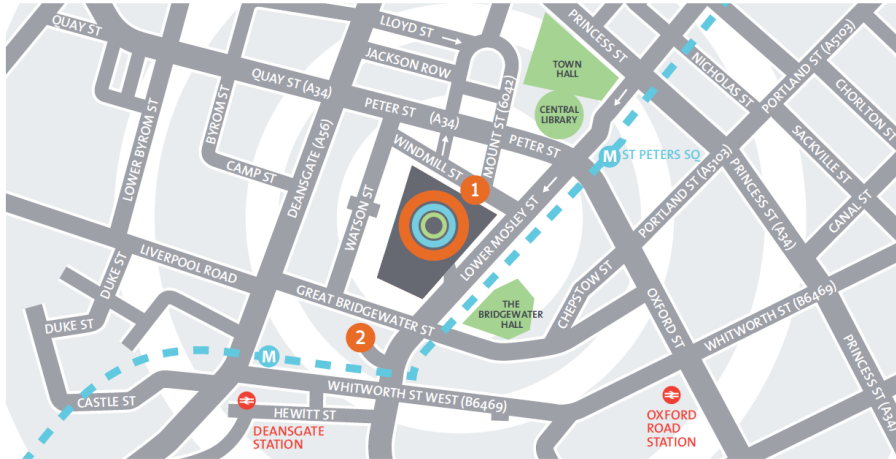 QUAY ST
LLOYD ST
JACKSON ROW
PRINCESS ST
TOWN
HALL
NICHOLAS ST
PORTLAND ST (A5103)
CHORLTON ST
QUAY ST (A34)
LOWER BYROM ST
BYROM ST
DEANSGATE (A56)
PETER ST
(A34)
MOUNT ST (6042)
CENTRAL
LIBRARY
PETER ST
M
ST PETERS SQ
SACKVILLE ST
WINDMILL ST
CAMP ST
WATSON ST
1
LOWER MOSLEY ST
PORTLAND ST (A5103)
PRINCESS ST (A34)
CANAL ST
LIVERPOOL ROAD
DUKE ST
GREAT BRIDGEWATER ST
THE
BRIDGEWATER
HALL
CHEPSTOW ST
OXFORD ST
WHITWORTH ST (B6469)
DUKE ST
2
M
CASTLE ST
WHITWORTH ST WEST (B6469)
PRINCESS ST (A34)
HEWITT ST
DEANSGATE
STATION
OXFORD
ROAD
STATION